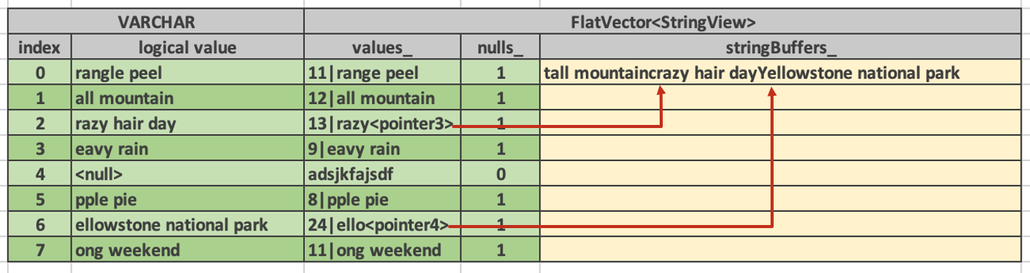 VARCHAR FlatVector<StringView>
index logical value values_ nulls_ stringBuffers_
0 rangle peel 11|range peel 1 tall mountaincrazy hair dayYellowstone national park
1 all mountain 12|all mountain 1
2 razy hair day 13|razy<pointer3> 1
3 eavy rain 9|eavy rain 1
4 <null> adsjkfajsdf 0
5 pple pie 8|pple pie 1
6 ellowstone national park 24|ello<pointer4> 1
7 ong weekend 11|ong weekend 1